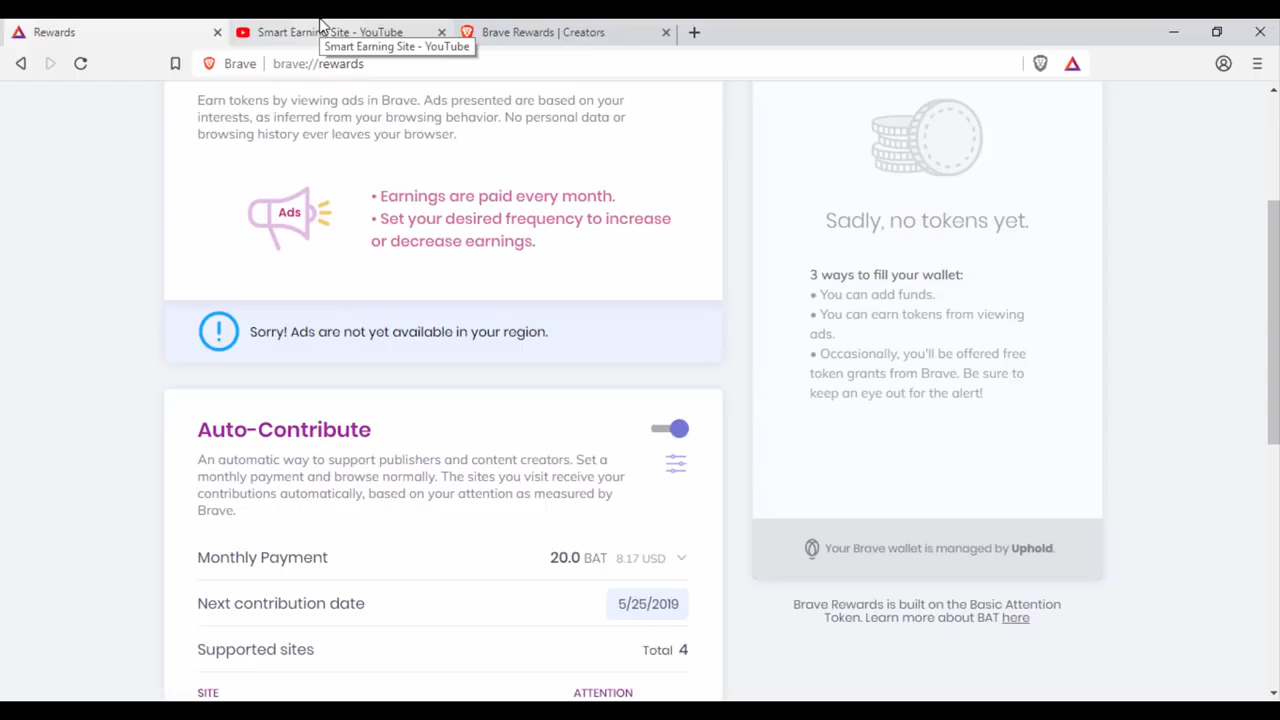 Rewards
Smart Earning Site - YouTube
Brave Rewards | Creators
Smart Earning Site - YouTube
Brave
brave://rewards
Earn tokens by viewing ads in Brave. Ads presented are based on your
interests, as inferred from your browsing behavior. No personal data or
browsing history ever leaves your browser.
Ads
• Earnings are paid every month.
• Set your desired frequency to increase
or decrease earnings.
Sorry! Ads are not yet available in your region.
Auto-Contribute
An automatic way to support publishers and content creators. Set a
monthly payment and browse normally. The sites you visit receive your
contributions automatically, based on your attention as measured by
Brave.
Monthly Payment
20.0 BAT 8.17 USD
Next contribution date
5/25/2019
Supported sites
Total 4
SITE
ATTENTION
Sadly, no tokens yet.
3 ways to fill your wallet:
• You can add funds.
• You can earn tokens from viewing
ads.
• Occasionally, you'll be offered free
token grants from Brave. Be sure to
keep an eye out for the alert!
Your Brave wallet is managed by Uphold.
Brave Rewards is built on the Basic Attention
Token. Learn more about BAT here